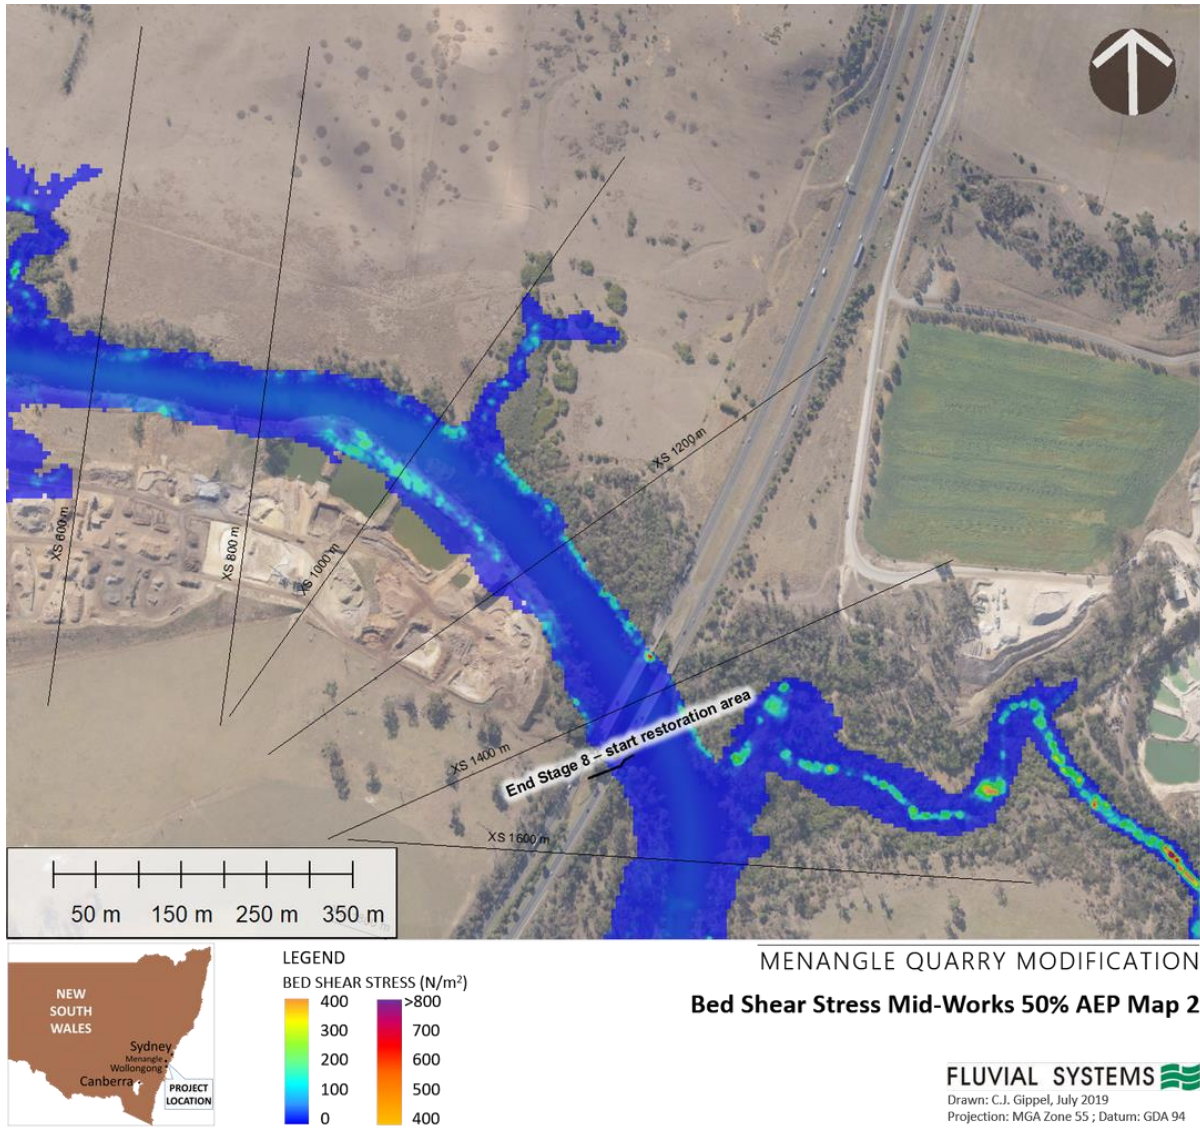 XS 1200 m
XS 600 m
XS 800 m
XS 1000 m
End Stage 8 – start restoration area
XS 1400 m
XS 1600 m
50 m 150 m 250 m 350 m
NEW
SOUTH
WALES
Sydney
Menangle
Wollongong
Canberra
PROJECT
LOCATION
LEGEND
BED SHEAR STRESS (N/m²)
400 >800
300 700
200 600
100 500
0 400
MENANGLE QUARRY MODIFICATION
Bed Shear Stress Mid-Works 50% AEP Map 2
FLUVIAL SYSTEMS
Drawn: C.J. Gippel, July 2019
Projection: MGA Zone 55 ; Datum: GDA 94